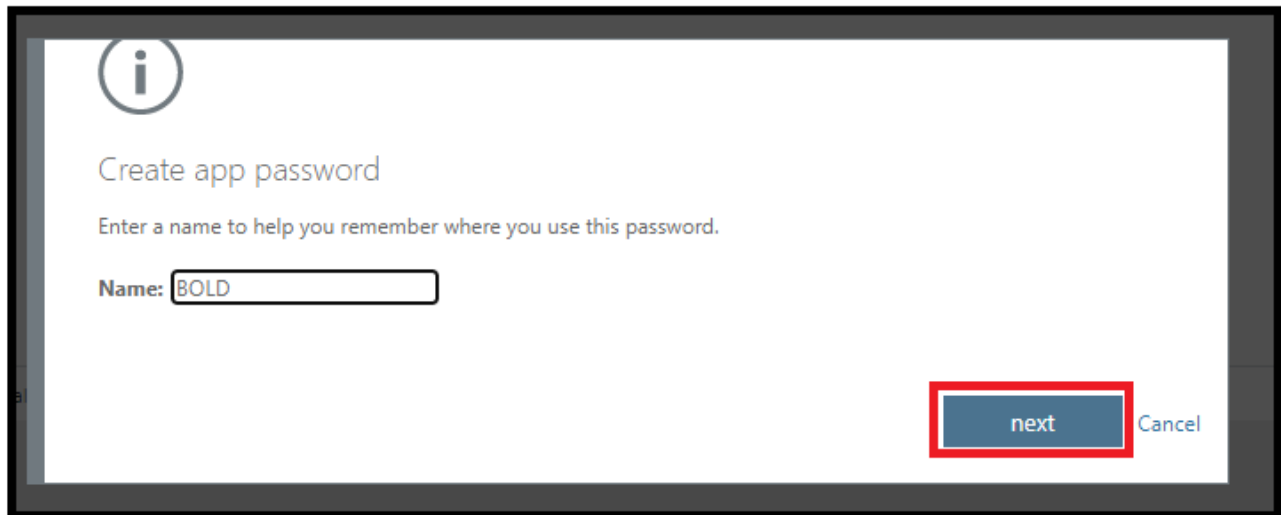 Create app password
Enter a name to help you remember where you use this password.
Name: BOLD
next Cancel